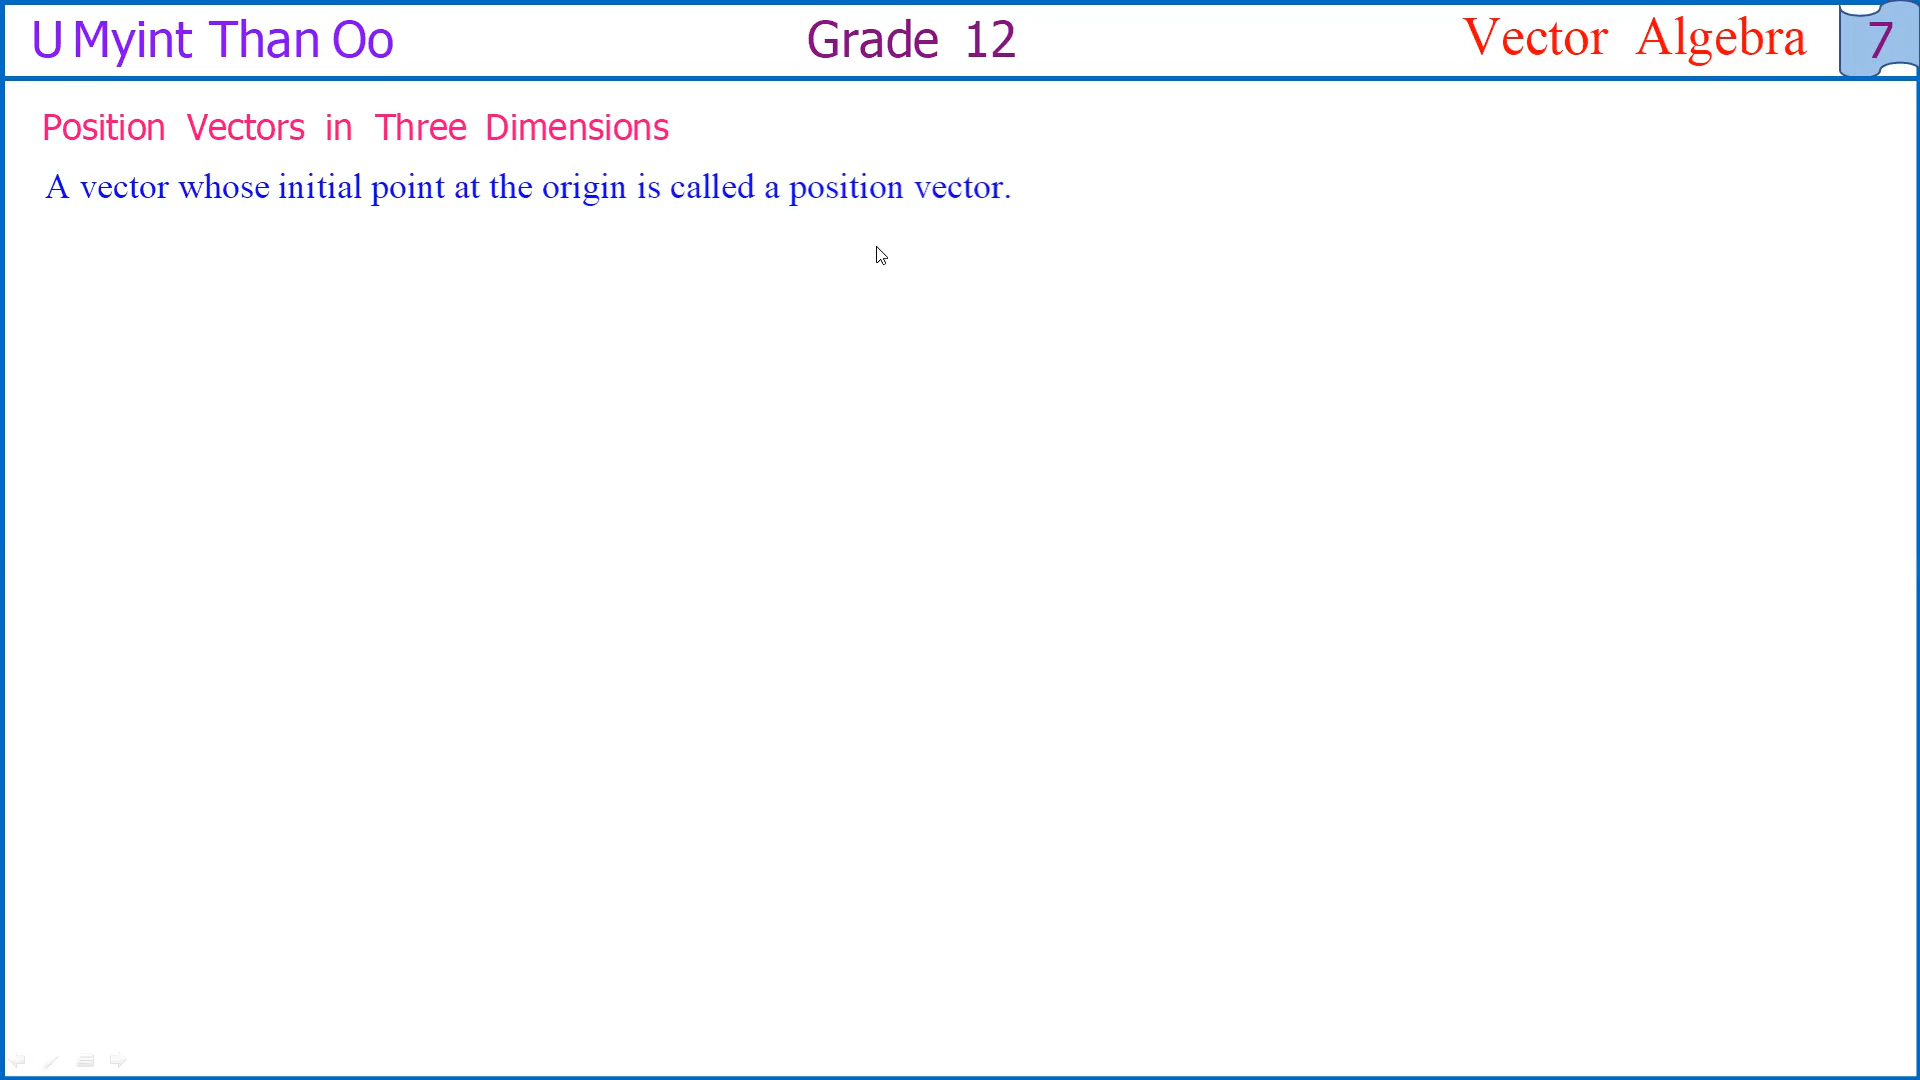 U Myint Than Oo Grade 12 Vector Algebra 7
Position Vectors in Three Dimensions
A vector whose initial point at the origin is called a position vector.